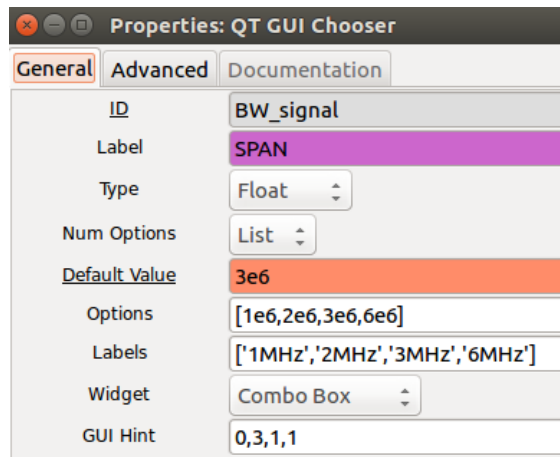 Properties: QT GUI Chooser
General Advanced Documentation
ID BW_signal
Label SPAN
Type Float
Num Options List
Default Value 3e6
Options [1e6,2e6,3e6,6e6]
Labels ['1MHz','2MHz','3MHz','6MHz']
Widget Combo Box
GUI Hint 0,3,1,1